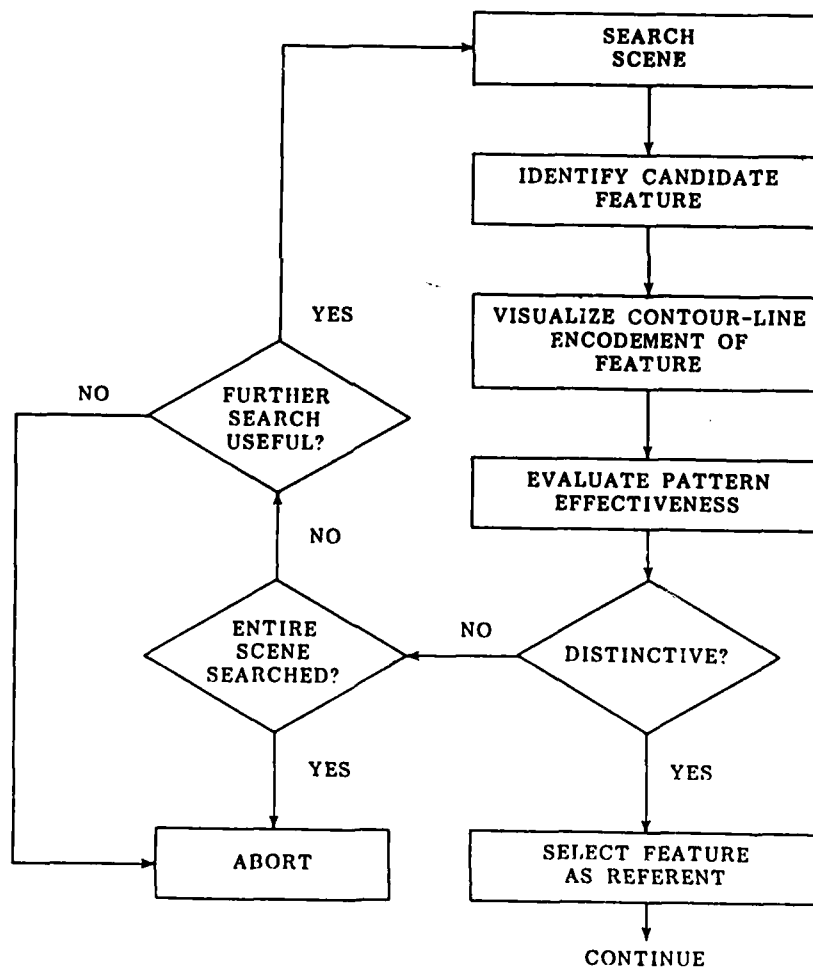 SEARCH
SCENE
IDENTIFY CANDIDATE
FEATURE
VISUALIZE CONTOUR-LINE
ENCODEMENT OF
FEATURE
YES
NO
FURTHER
SEARCH
USEFUL?
EVALUATE PATTERN
EFFECTIVENESS
NO
ENTIRE
SCENE
SEARCHED?
NO
DISTINCTIVE?
YES
YES
ABORT
SELECT FEATURE
AS REFERENT
CONTINUE